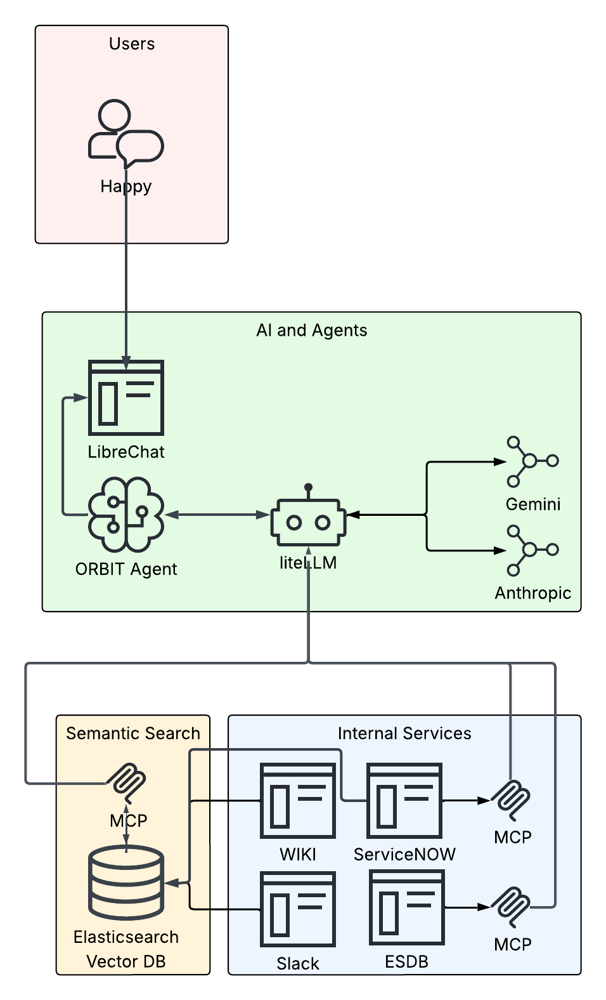 Users
Happy
AI and Agents
LibreChat
ORBIT Agent
liteLLM
Gemini
Anthropic
Semantic Search
MCP
Elasticsearch
Vector DB
Internal Services
WIKI
ServiceNOW
MCP
Slack
ESDB
MCP